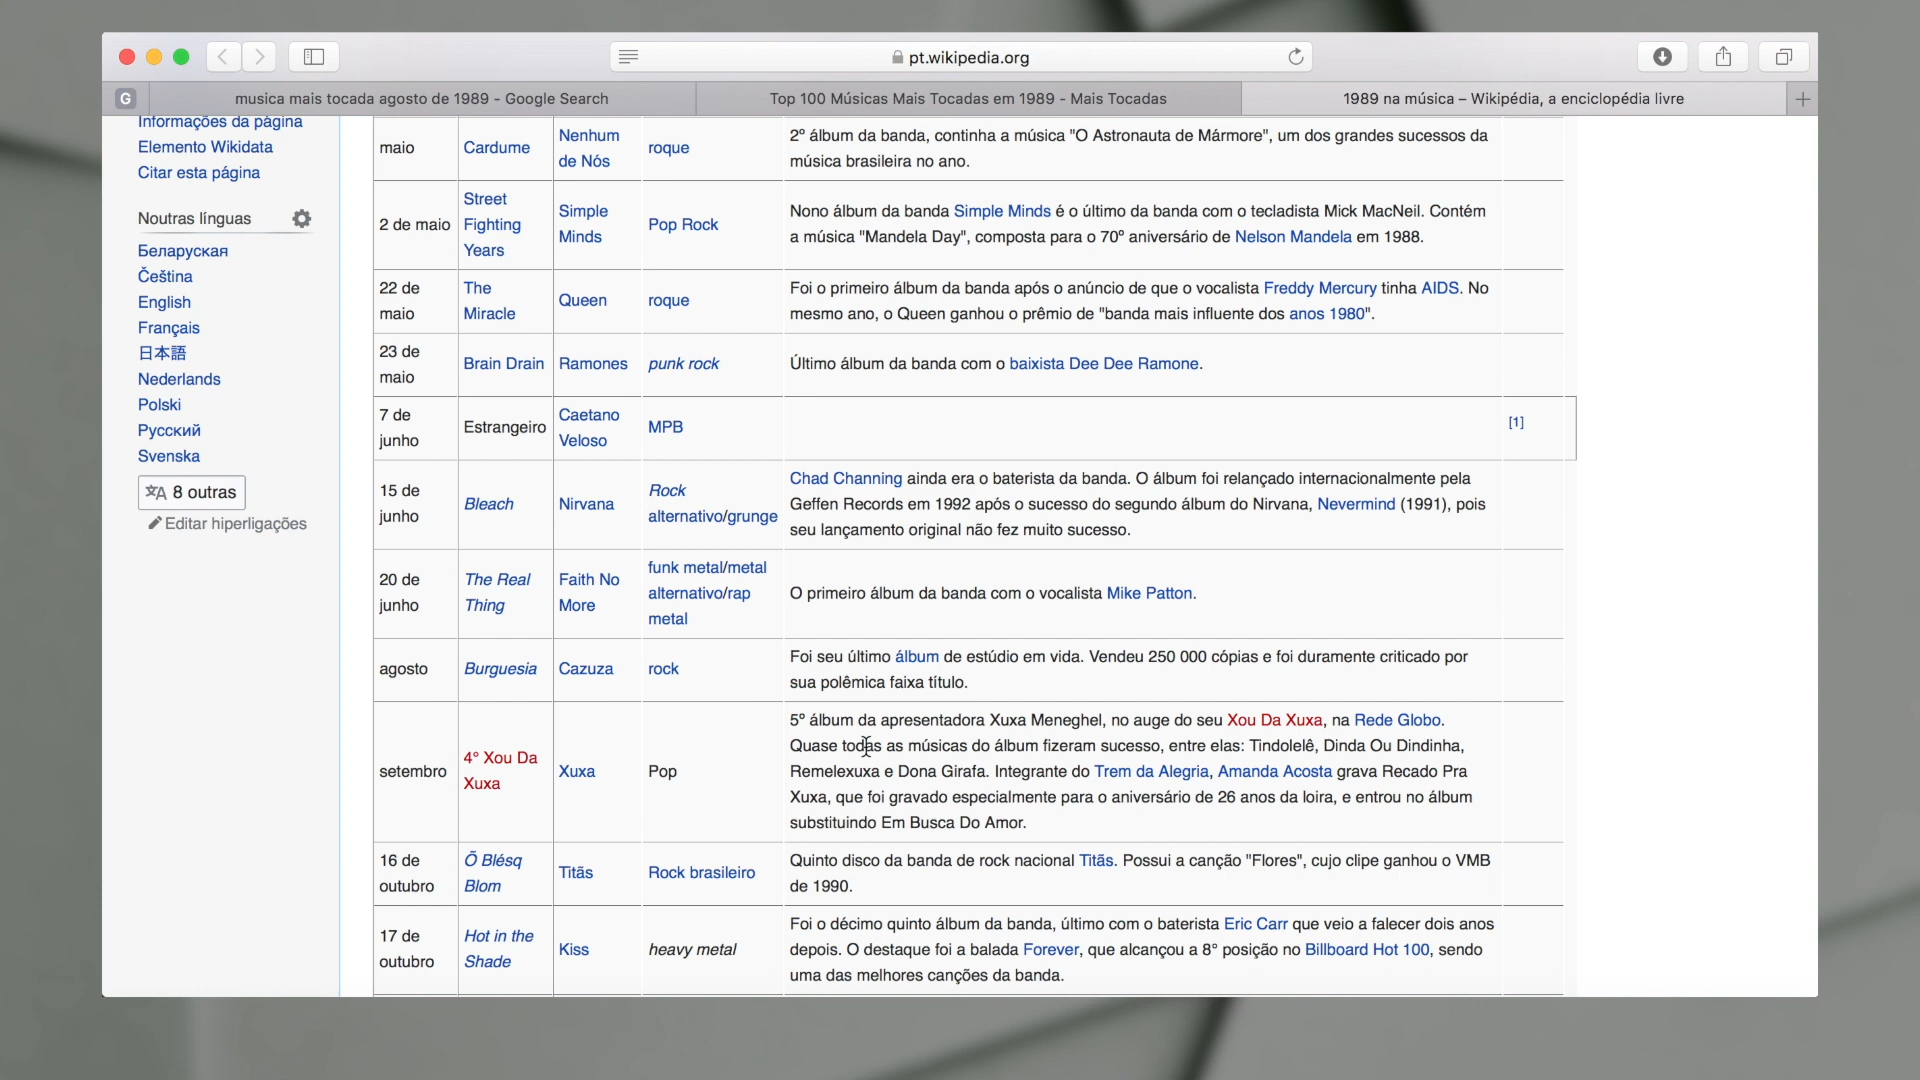 pt.wikipedia.org
G
musica mais tocada agosto de 1989 - Google Search
Top 100 Músicas Mais Tocadas em 1989 - Mais Tocadas
1989 na música – Wikipédia, a enciclopédia livre
Informações da página
Elemento Wikidata
Citar esta página
Noutras línguas
Беларуская
Čeština
English
Français
日本語
Nederlands
Polski
Русский
Svenska
8 outras
Editar hiperligações
maio
Cardume
Nenhum
de Nós
roque
2º álbum da banda, continha a música "O Astronauta de Mármore", um dos grandes sucessos da
música brasileira no ano.
2 de maio
Street
Fighting
Years
Simple
Minds
Pop Rock
Nono álbum da banda Simple Minds é o último da banda com o tecladista Mick MacNeil. Contém
a música "Mandela Day", composta para o 70º aniversário de Nelson Mandela em 1988.
22 de
maio
The
Miracle
Queen
roque
Foi o primeiro álbum da banda após o anúncio de que o vocalista Freddy Mercury tinha AIDS. No
mesmo ano, o Queen ganhou o prêmio de "banda mais influente dos anos 1980".
23 de
maio
Brain Drain
Ramones
punk rock
Último álbum da banda com o baixista Dee Dee Ramone.
7 de
junho
Estrangeiro
Caetano
Veloso
MPB
[1]
15 de
junho
Bleach
Nirvana
Rock
alternativo/grunge
Chad Channing ainda era o baterista da banda. O álbum foi relançado internacionalmente pela
Geffen Records em 1992 após o sucesso do segundo álbum do Nirvana, Nevermind (1991), pois
seu lançamento original não fez muito sucesso.
20 de
junho
The Real
Thing
Faith No
More
funk metal/metal
alternativo/rap
metal
O primeiro álbum da banda com o vocalista Mike Patton.
agosto
Burguesia
Cazuza
rock
Foi seu último álbum de estúdio em vida. Vendeu 250 000 cópias e foi duramente criticado por
sua polêmica faixa título.
setembro
4° Xou Da
Xuxa
Xuxa
Pop
5º álbum da apresentadora Xuxa Meneghel, no auge do seu Xou Da Xuxa, na Rede Globo.
Quase todas as músicas do álbum fizeram sucesso, entre elas: Tindolelê, Dinda Ou Dindinha,
Remelexuxa e Dona Girafa. Integrante do Trem da Alegria, Amanda Acosta grava Recado Pra
Xuxa, que foi gravado especialmente para o aniversário de 26 anos da loira, e entrou no álbum
substituindo Em Busca Do Amor.
16 de
outubro
Õ Blésq
Blom
Titãs
Rock brasileiro
Quinto disco da banda de rock nacional Titãs. Possui a canção "Flores", cujo clipe ganhou o VMB
de 1990.
17 de
outubro
Hot in the
Shade
Kiss
heavy metal
Foi o décimo quinto álbum da banda, último com o baterista Eric Carr que veio a falecer dois anos
depois. O destaque foi a balada Forever, que alcançou a 8° posição no Billboard Hot 100, sendo
uma das melhores canções da banda.